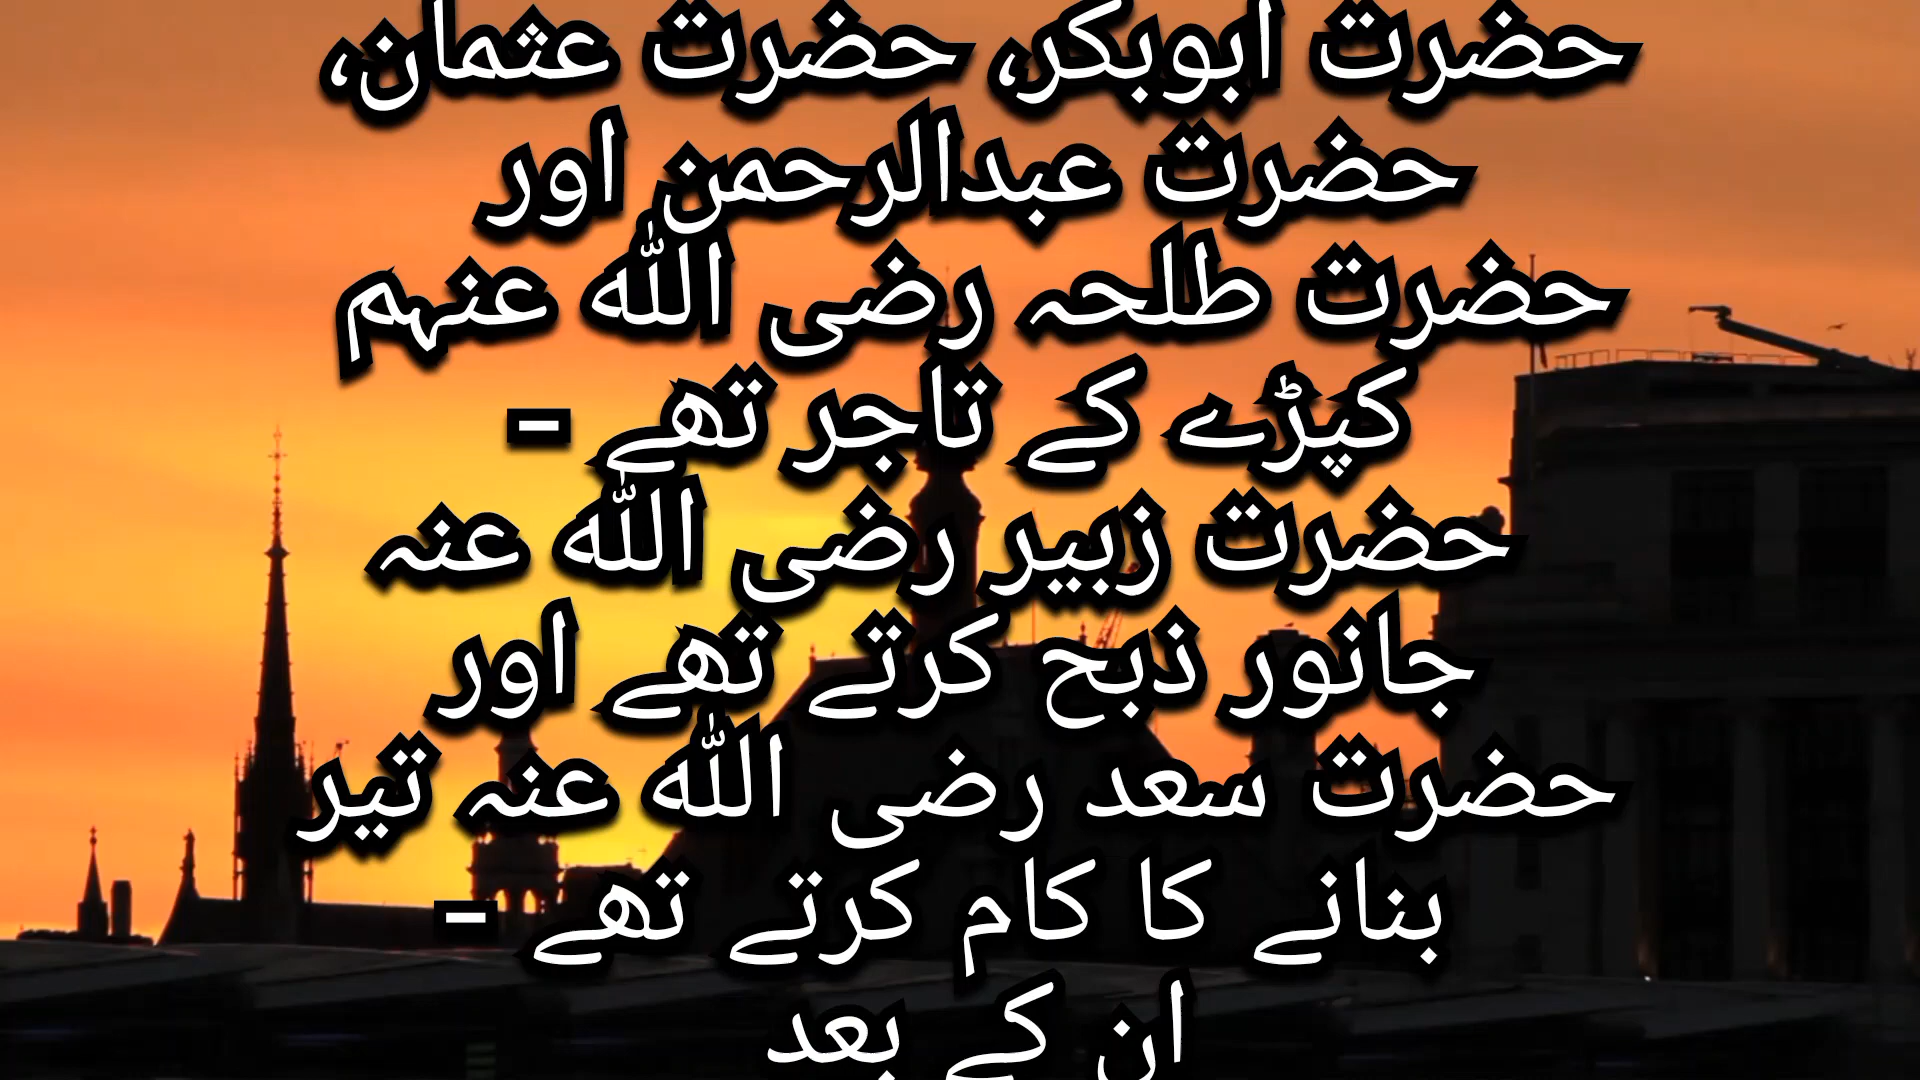 حضرت ابوبکر، حضرت عثمان،
حضرت عبدالرحمن اور
حضرت طلحہ رضی اللہ عنہم
کپڑے کے تاجر تھے -
حضرت زبیر رضی اللہ عنہ
جانور ذبح کرتے تھے اور
حضرت سعد رضی اللہ عنہ تیر
بنانے کا کام کرتے تھے -
ان کے بعد